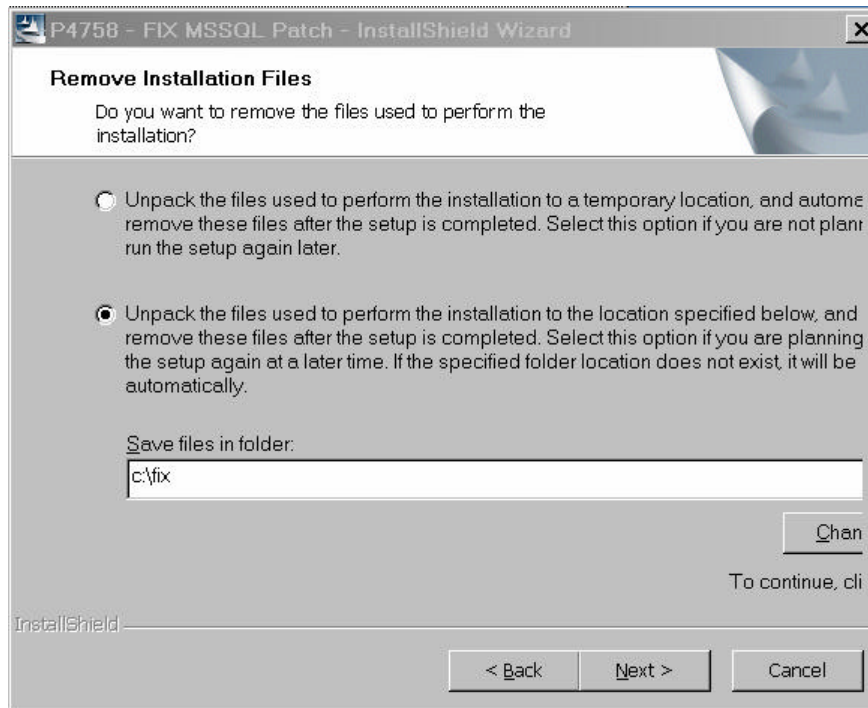 P4758 - FIX MSSQL Patch - InstallShield Wizard
Remove Installation Files
Do you want to remove the files used to perform the
installation?
Unpack the files used to perform the installation to a temporary location, and automa
remove these files after the setup is completed. Select this option if you are not plann
run the setup again later.
Unpack the files used to perform the installation to the location specified below, and
remove these files after the setup is completed. Select this option if you are planning
the setup again at a later time. If the specified folder location does not exist, it will be
automatically.
Save files in folder:
c:\fix
Chan
To continue, cli
InstallShield
< Back Next > Cancel